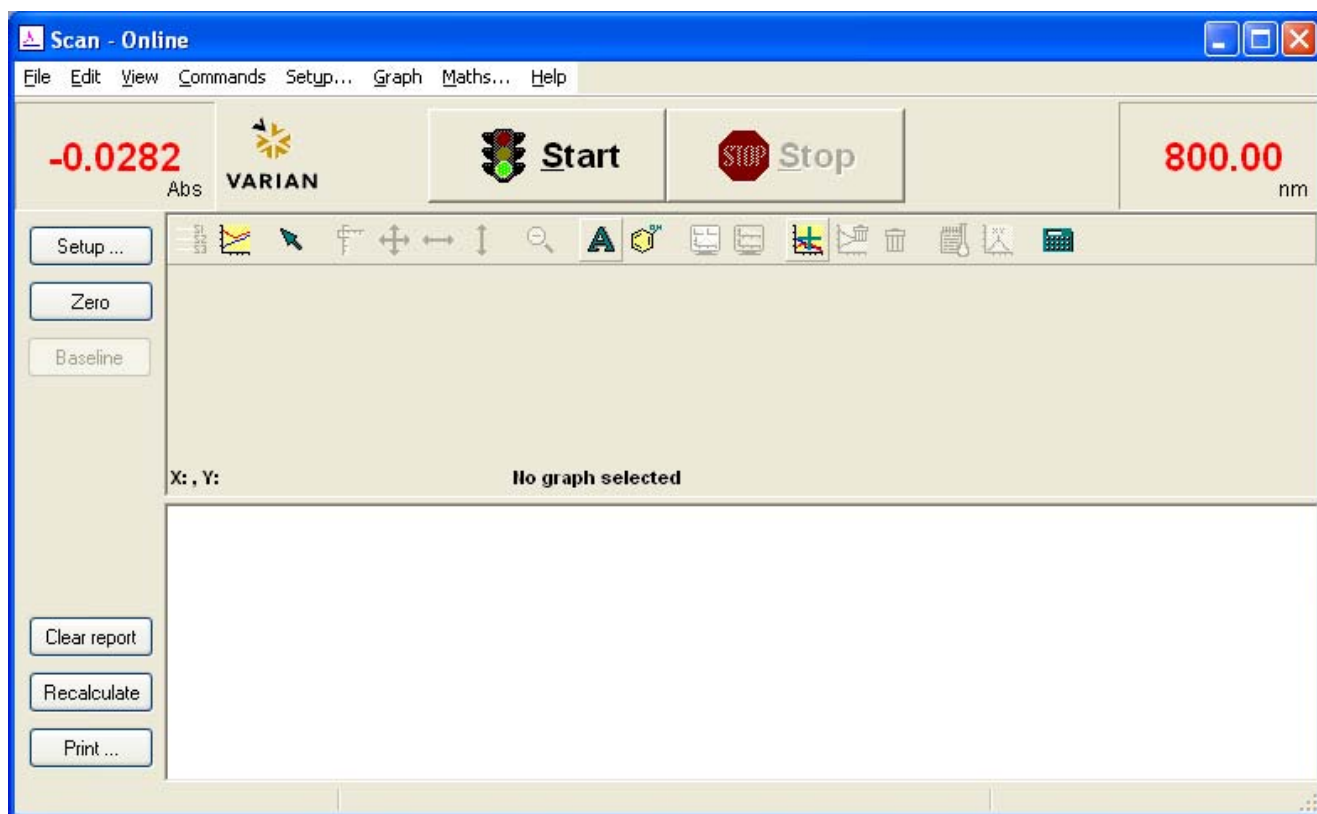 Scan - Online
File Edit View Commands Setup... Graph Maths... Help
-0.0282
Abs
VARIAN
Start
STOP Stop
800.00
nm
Setup ...
Zero
Baseline
A
X: , Y:
No graph selected
Clear report
Recalculate
Print ...